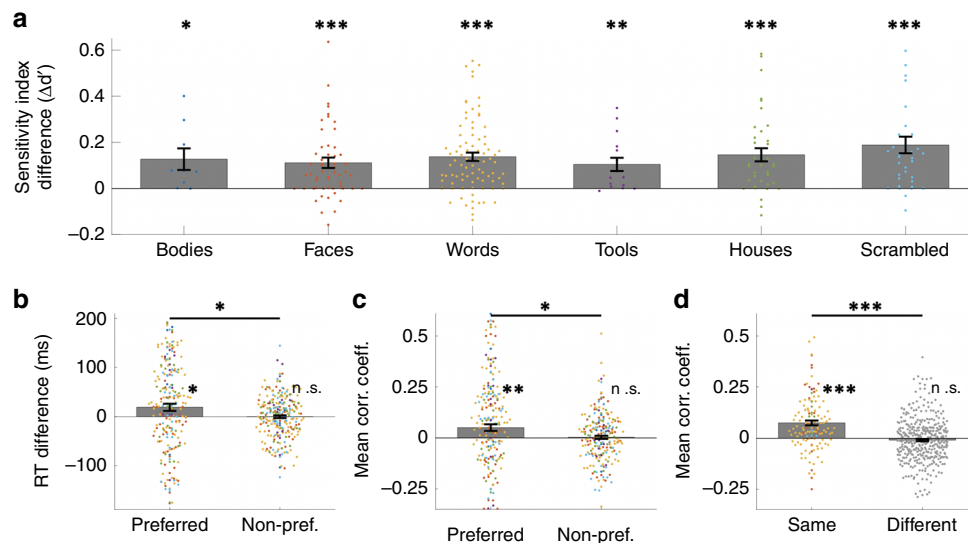 a
* *** *** ** *** ***
Sensitivity index
difference (Δd′)
0.6
0.4
0.2
0
−0.2
Bodies Faces Words Tools Houses Scrambled
b
*
RT difference (ms)
200
100
0
−100
*
n .s.
Preferred Non-pref.
c
*
Mean corr. coeff.
0.5
0.25
0
−0.25
**
n .s.
Preferred Non-pref.
d
***
Mean corr. coeff.
0.5
0.25
0
−0.25
***
n .s.
Same Different